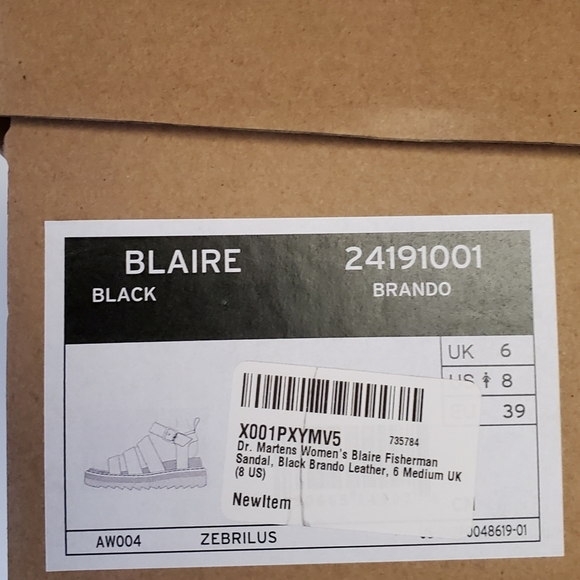 BLAIRE 24191001
BLACK BRANDO
UK 6
US 8
39
X001PXYMV5 735784
Dr. Martens Women's Blaire Fisherman
Sandal, Black Brando Leather, 6 Medium UK
(8 US)
NewItem
AW004 ZEBRILUS 0048619-01